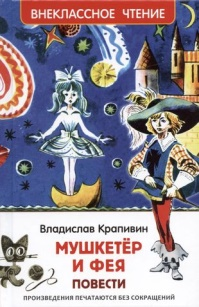 ВНЕКЛАССНОЕ ЧТЕНИЕ
Владислав Крапивин
МУШКЕТЁР
И ФЕЯ
ПОВЕСТИ
ПРОИЗВЕДЕНИЯ ПЕЧАТАЮТСЯ БЕЗ СОКРАЩЕНИЙ